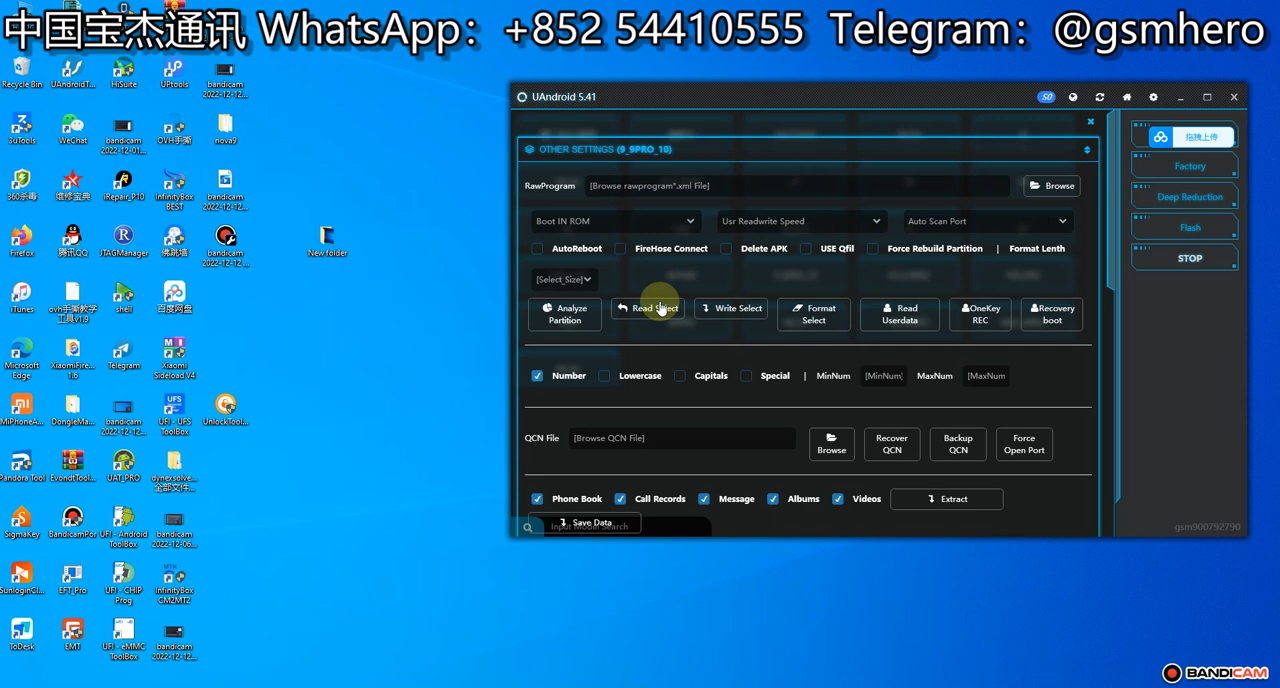 中国宝杰通讯 WhatsApp：+852 54410555 Telegram：@gsmhero
Recycle Bin
UAndroidT...
HiSuite
UPtools
bandicam
2022-12-12...
3uTools
WeChat
bandicam
2022-12-01...
OVH手撕
nova9
360杀毒
维修宝典
iRepair_P10
InfinityBox
BEST
bandicam
2022-12-12...
Firefox
腾讯QQ
JTAGManager
佛跳墙
bandicam
2022-12-12 ...
New folder
iTunes
ovh手撕教学
工具v1.9
shell
百度网盘
Microsoft
Edge
XiaomiFire...
1.6
Telegram
Xiaomi
Sideload V4
MiPhoneA...
DongleMa...
bandicam
2022-12-12...
UFI - UFS
ToolBox
UnlockTool...
Pandora Tool
EvondtTool...
UAT_PRO
dynexsolve...
全部文件...
SigmaKey
BandicamPor
UFI - Android
ToolBox
bandicam
2022-12-06...
SunloginCl...
EFT_Pro
UFI - CHIP
Prog
InfinityBox
CM2MT2
ToDesk
EMT
UFI - eMMC
ToolBox
bandicam
2022-12-12...
UAndroid 5.41
50
OTHER SETTINGS (9_9PRO_10)
RawProgram [Browse rawprogram*.xml File] Browse
Boot IN ROM Usr Readwrite Speed Auto Scan Port
AutoReboot FireHose Connect Delete APK USE Qfil Force Rebuild Partition | Format Lenth
[Select_Size]
Analyze
Partition
Read Select
Write Select
Format
Select
Read
Userdata
OneKey
REC
Recovery
boot
Number Lowercase Capitals Special | MinNum [MinNum] MaxNum [MaxNum
QCN File [Browse QCN File]
Browse
Recover
QCN
Backup
QCN
Force
Open Port
Phone Book Call Records Message Albums Videos Extract
Save Data
Input Model Search
拖拽上传
Factory
Deep Reduction
Flash
STOP
gsm900792790
BANDICAM